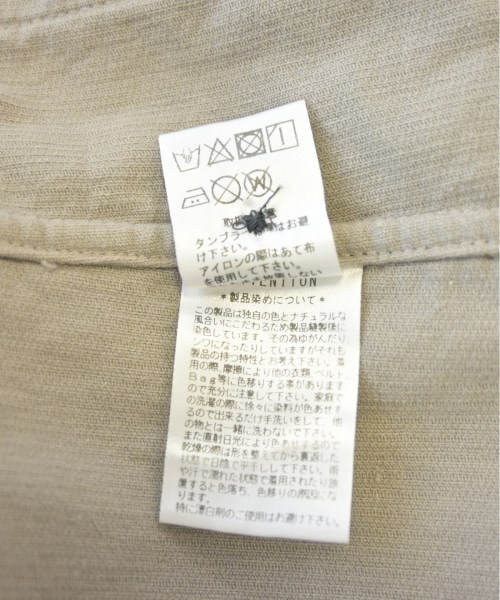 W
取扱
タンブラー はお避
け下さい。
アイロンの際はあて布
を使用して下さい。
TENTION
*製品染めについて*
この製品は独自の色とナチュラルな
風合いにこだわるため製品縫製後に
染色しています。その為ゆがんだり
シワになったりしていますがそれも
製品の持つ特性とお考え下さい。着
用の際、摩擦により他の衣類、ベルト
Bag等に色移りする事があります
ので充分に注意して下さい。家庭で
の洗濯の際に徐々に染料が色あせす
るので出来るだけ手洗いをして、他
の物とは一緒に洗わないで下さい。
また直射日光により色あせするので
乾燥の際は形を整えてから裏返した
状態で日陰で平干しして下さい。雨
や汗で濡れた状態で着用されたり放
置すると色落ち、色移りの原因にな
ります。
特に漂白剤のご使用はお避け下さい。